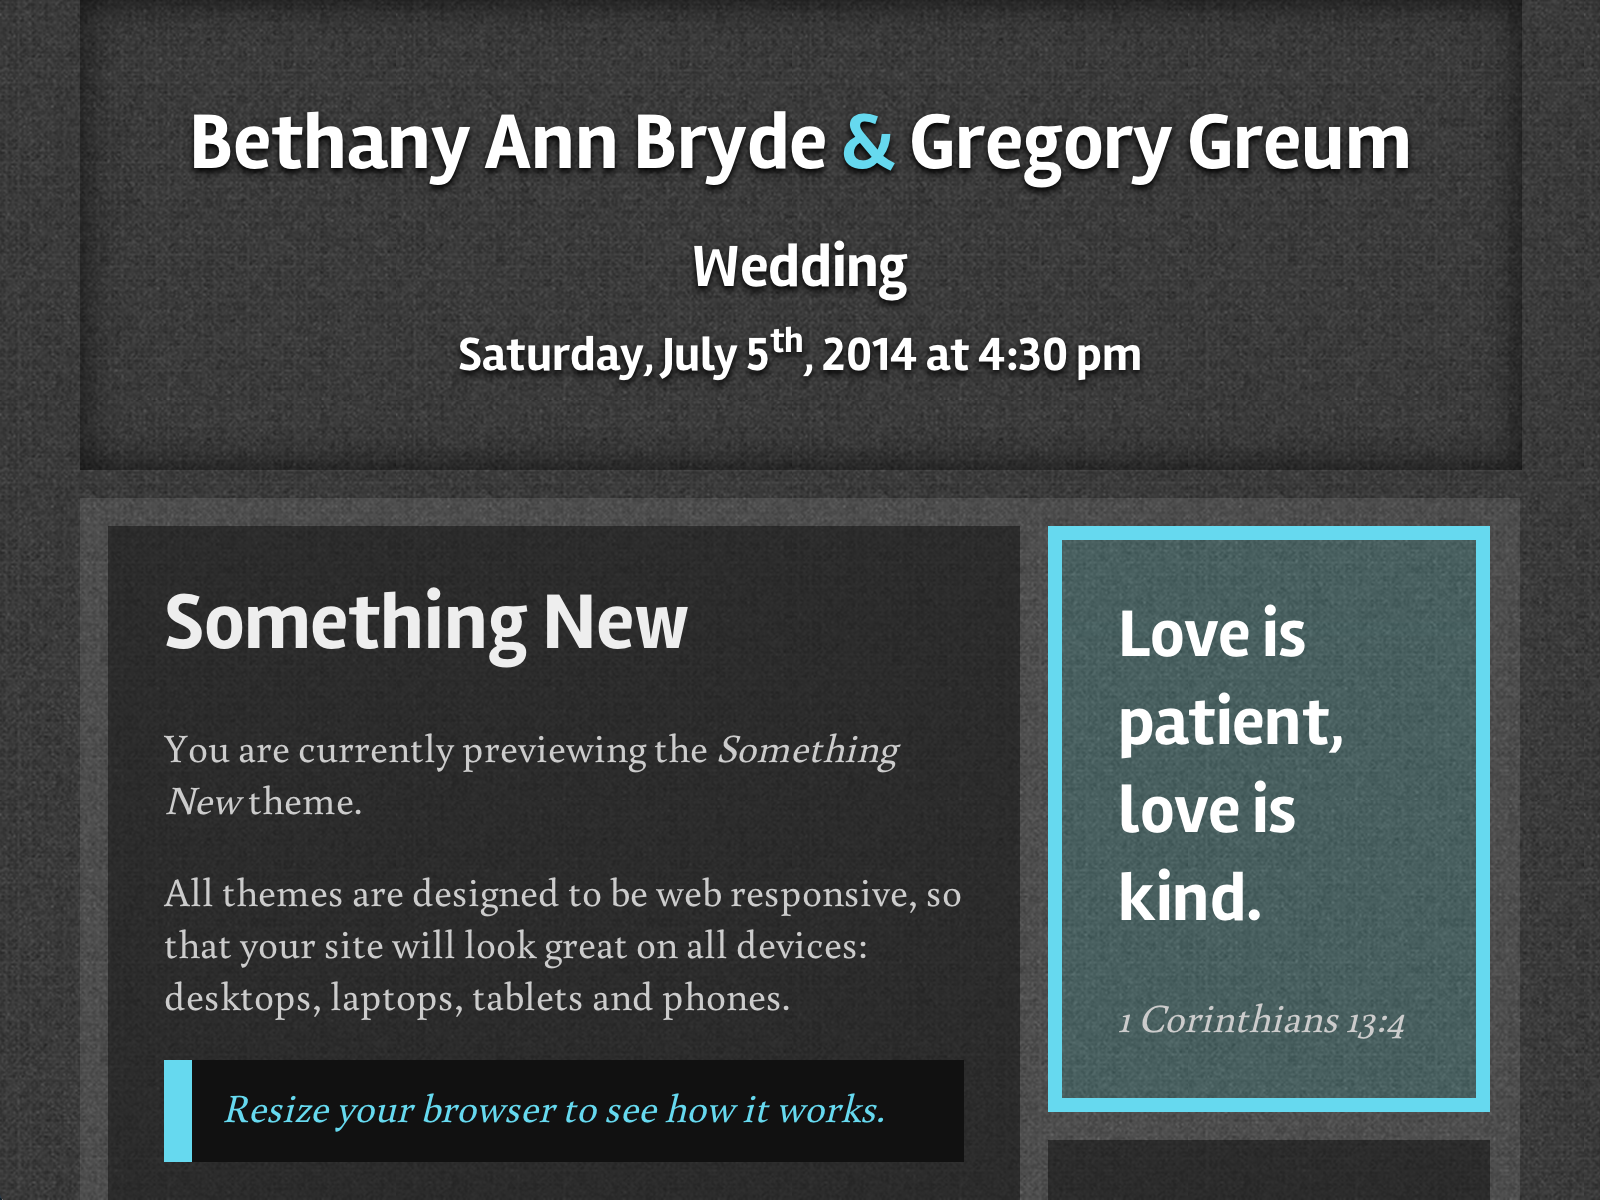 Bethany Ann Bryde & Gregory Greum
Wedding
Saturday, July 5th, 2014 at 4:30 pm
Something New
You are currently previewing the Something
New theme.
All themes are designed to be web responsive, so
that your site will look great on all devices:
desktops, laptops, tablets and phones.
Resize your browser to see how it works.
Love is
patient,
love is
kind.
1 Corinthians 13:4